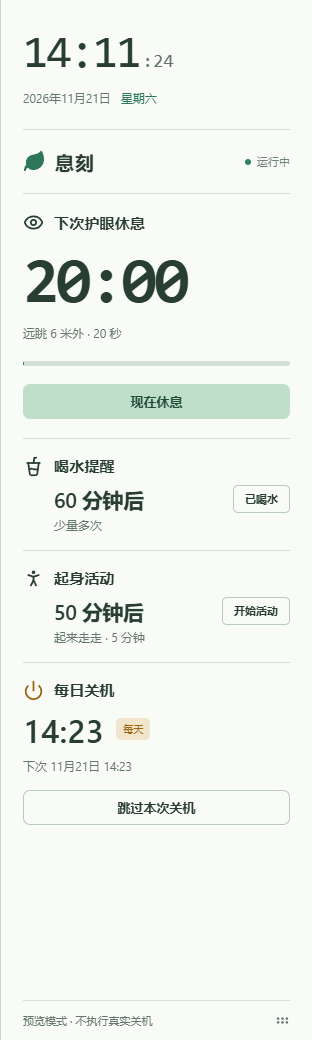 14:11:24
2026年11月21日 星期六
息刻
运行中
下次护眼休息
20:00
远眺 6 米外 · 20 秒
现在休息
喝水提醒
60 分钟后
已喝水
少量多次
起身活动
50 分钟后
开始活动
起来走走 · 5 分钟
每日关机
14:23 每天
下次 11月21日 14:23
跳过本次关机
预览模式 · 不执行真实关机